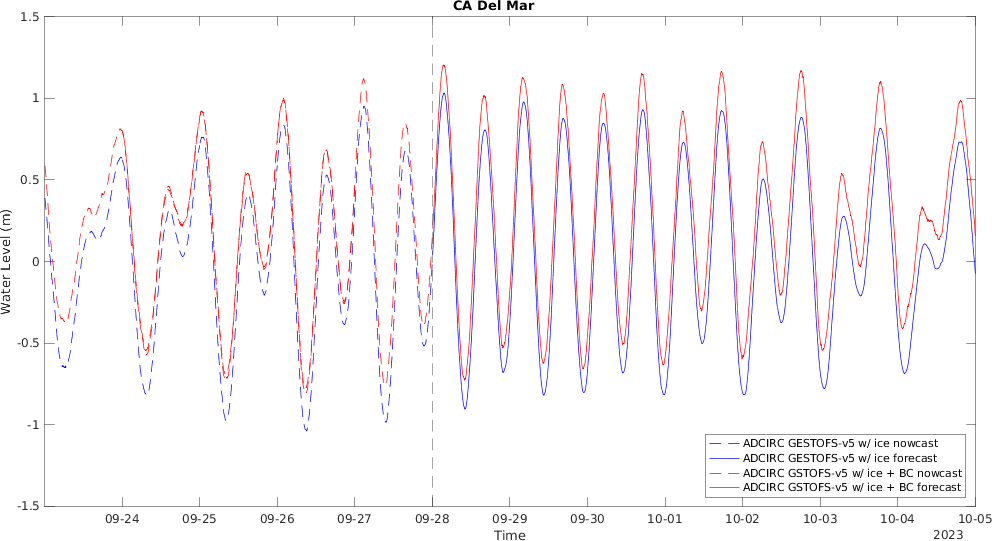 CA Del Mar
1.5
1
0.5
0
-0.5
-1
-1.5
Water Level (m)
09-24 09-25 09-26 09-27 09-28 09-29 09-30 10-01 10-02 10-03 10-04 10-05
Time
2023
ADCIRC GESTOFS-v5 w/ ice nowcast
ADCIRC GESTOFS-v5 w/ ice forecast
ADCIRC GSTOFS-v5 w/ ice + BC nowcast
ADCIRC GSTOFS-v5 w/ ice + BC forecast